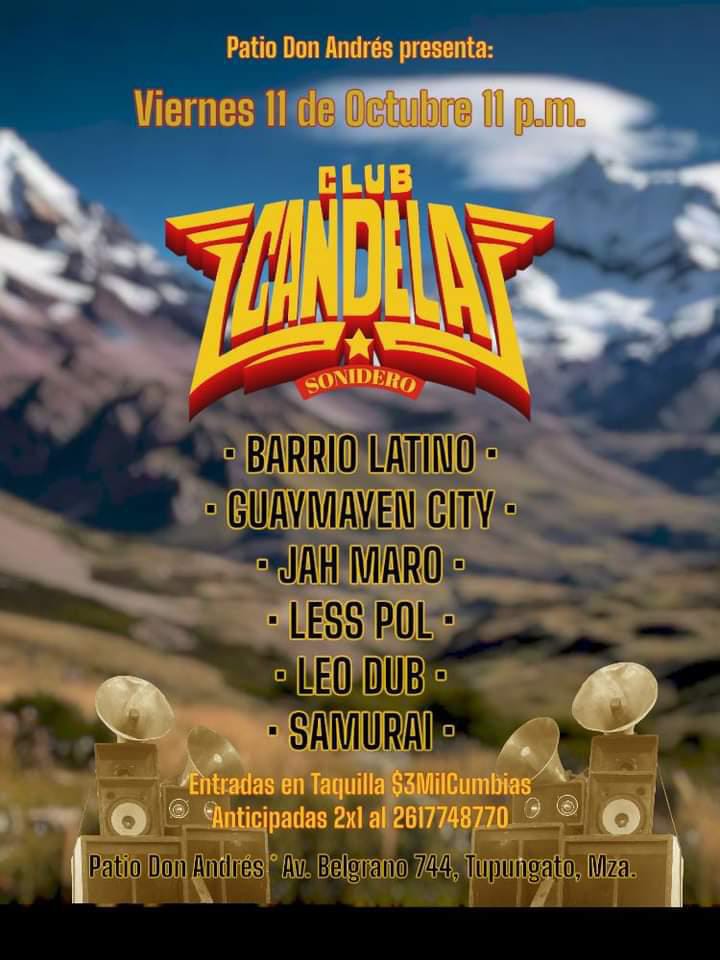 Patio Don Andrés presenta:
Viernes 11 de Octubre 11 p.m.
CLUB
CANDELA
SONIDERO
· BARRIO LATINO ·
· GUAYMAYEN CITY ·
· JAH MARO ·
· LESS POL ·
· LEO DUB ·
· SAMURAI ·
Entradas en Taquilla $3MilCumbias
Anticipadas 2x1 al 2617748770
Patio Don Andrés ° Av. Belgrano 744, Tupungato, Mza.